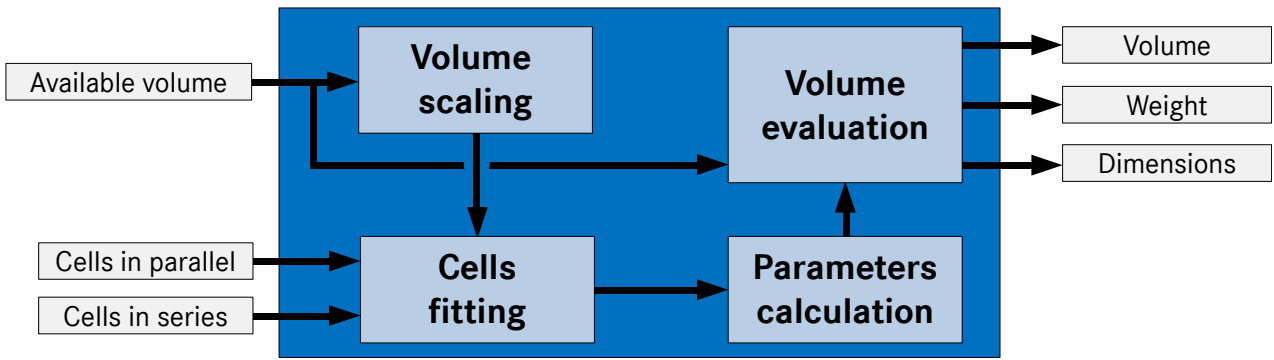 Available volume
Cells in parallel
Cells in series
Volume
scaling
Cells
fitting
Volume
evaluation
Parameters
calculation
Volume
Weight
Dimensions